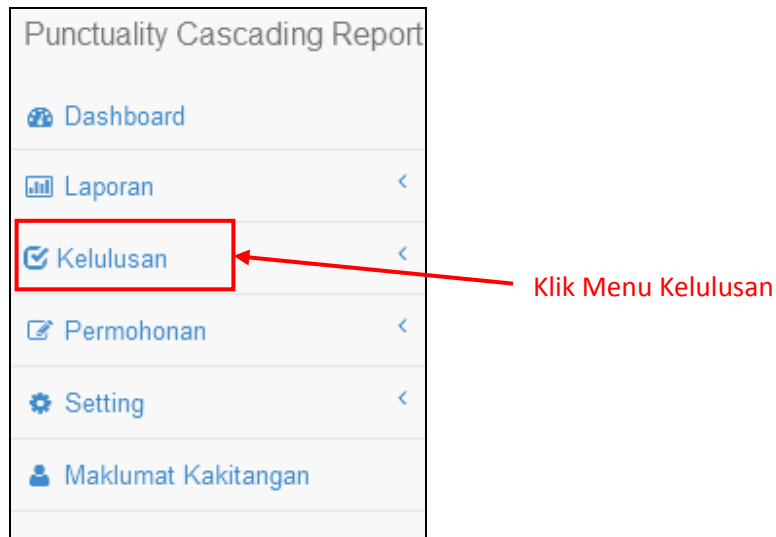 Punctuality Cascading Report
Dashboard
Laporan
Kelulusan
Klik Menu Kelulusan
Permohonan
Setting
Maklumat Kakitangan